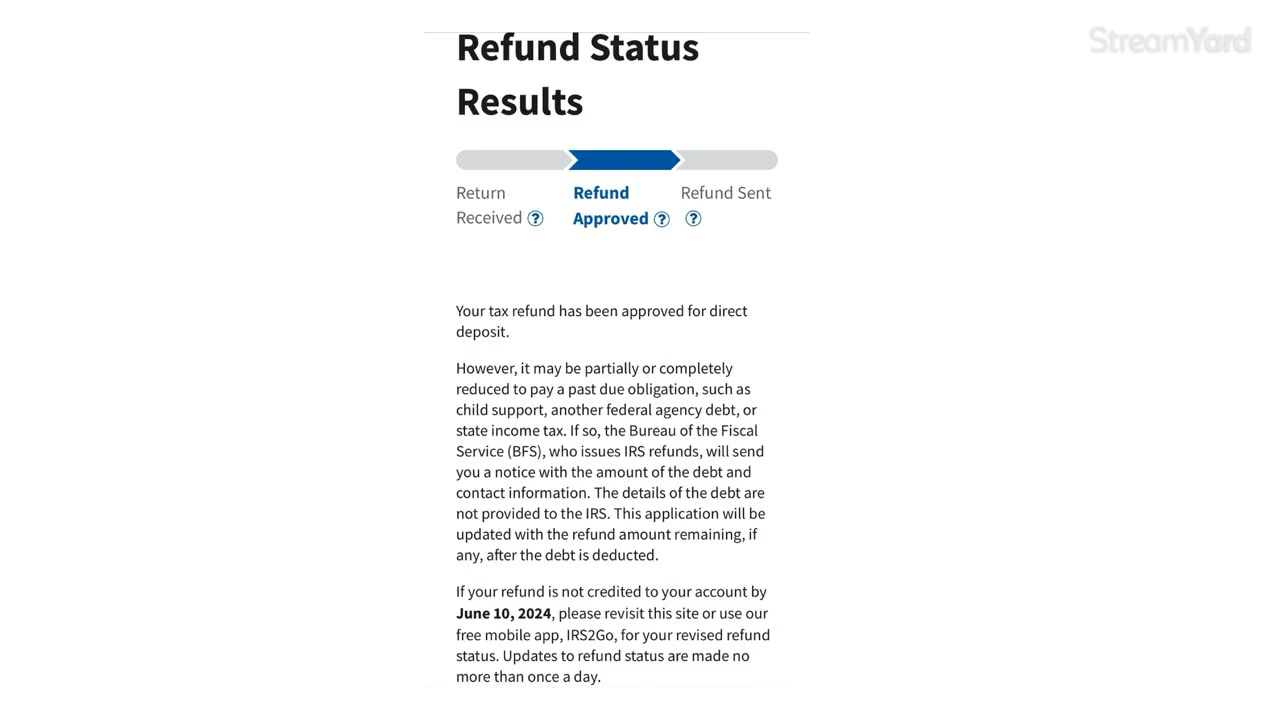 StreamYard
Refund Status
Results
Return
Received ?
Refund
Approved ?
Refund Sent
?
Your tax refund has been approved for direct
deposit.
However, it may be partially or completely
reduced to pay a past due obligation, such as
child support, another federal agency debt, or
state income tax. If so, the Bureau of the Fiscal
Service (BFS), who issues IRS refunds, will send
you a notice with the amount of the debt and
contact information. The details of the debt are
not provided to the IRS. This application will be
updated with the refund amount remaining, if
any, after the debt is deducted.
If your refund is not credited to your account by
June 10, 2024, please revisit this site or use our
free mobile app, IRS2Go, for your revised refund
status. Updates to refund status are made no
more than once a day.